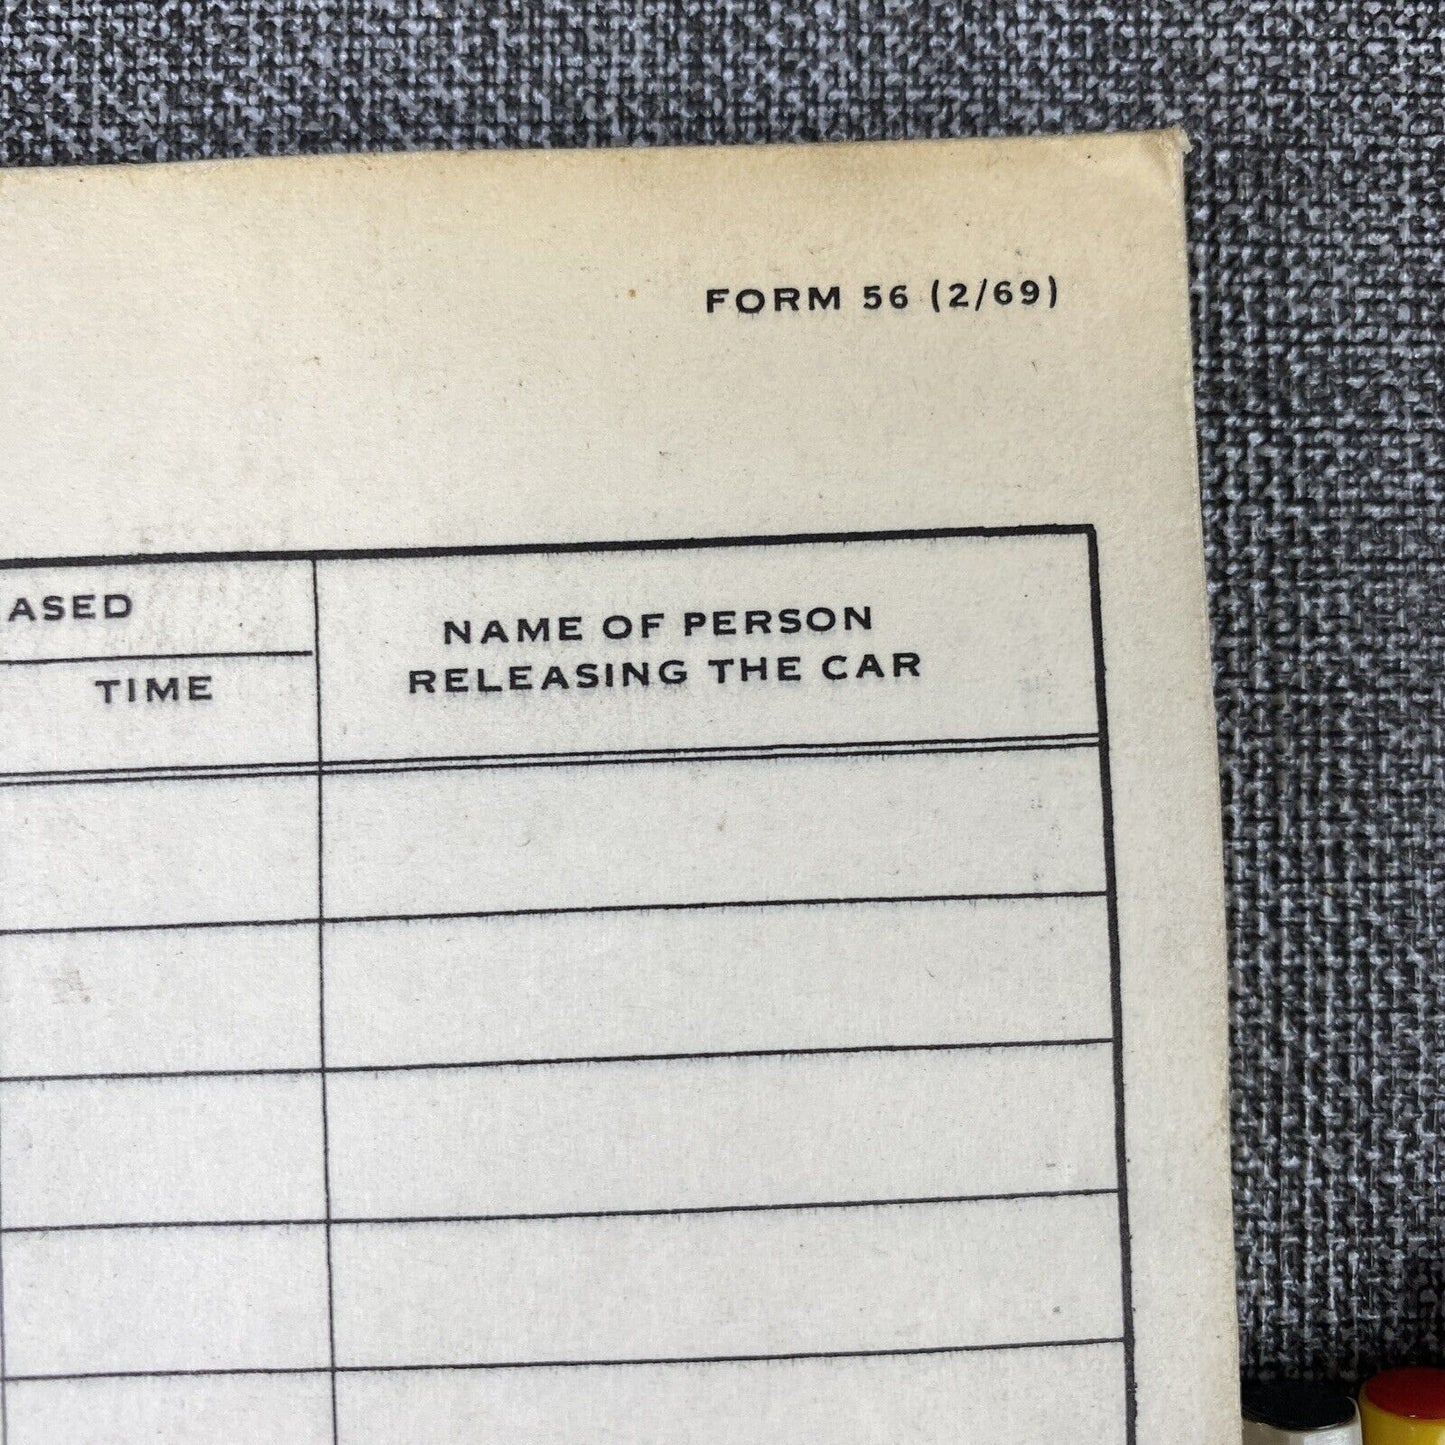 FORM 56 (2/69)
ASED
TIME
NAME OF PERSON
RELEASING THE CAR